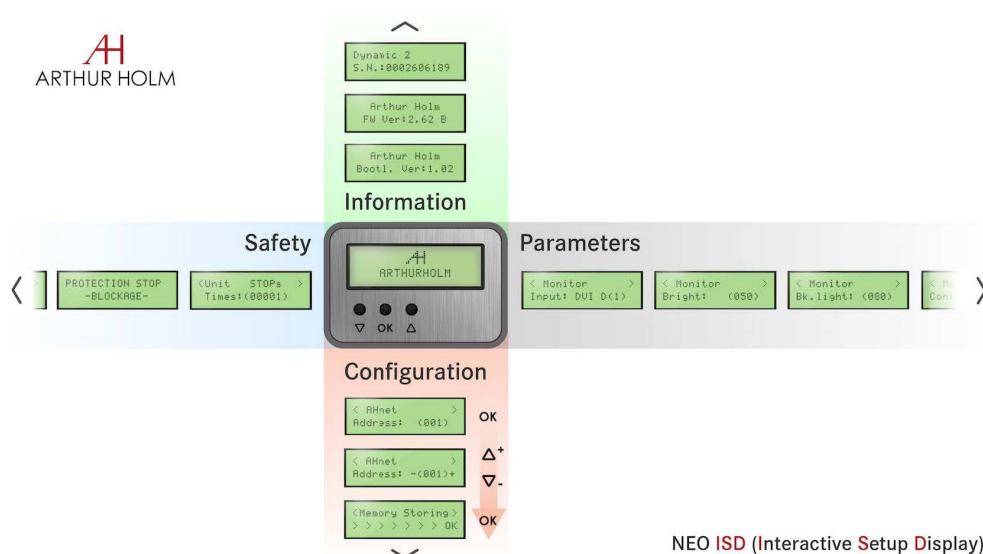 AH
ARTHUR HOLM
Dynamic 2
S.N.:0002606189
Arthur Holm
FW Ver:2.62 B
Arthur Holm
Bootl. Ver:1.02
Information
Safety
Parameters
PROTECTION STOP
-BLOCKAGE-
<Unit STOPs >
Times:(00001)
AH
ARTHURHOLM
▽ OK △
< Monitor >
Input: DVI D(1)
< Monitor >
Bright: (050)
< Monitor >
Bk.light: (080)
Configuration
< AHnet >
Address: (001)
OK
< AHnet >
Address: -(001)+
△+
▽-
<Memory Storing>
> > > > > > > OK
OK
NEO ISD (Interactive Setup Display)